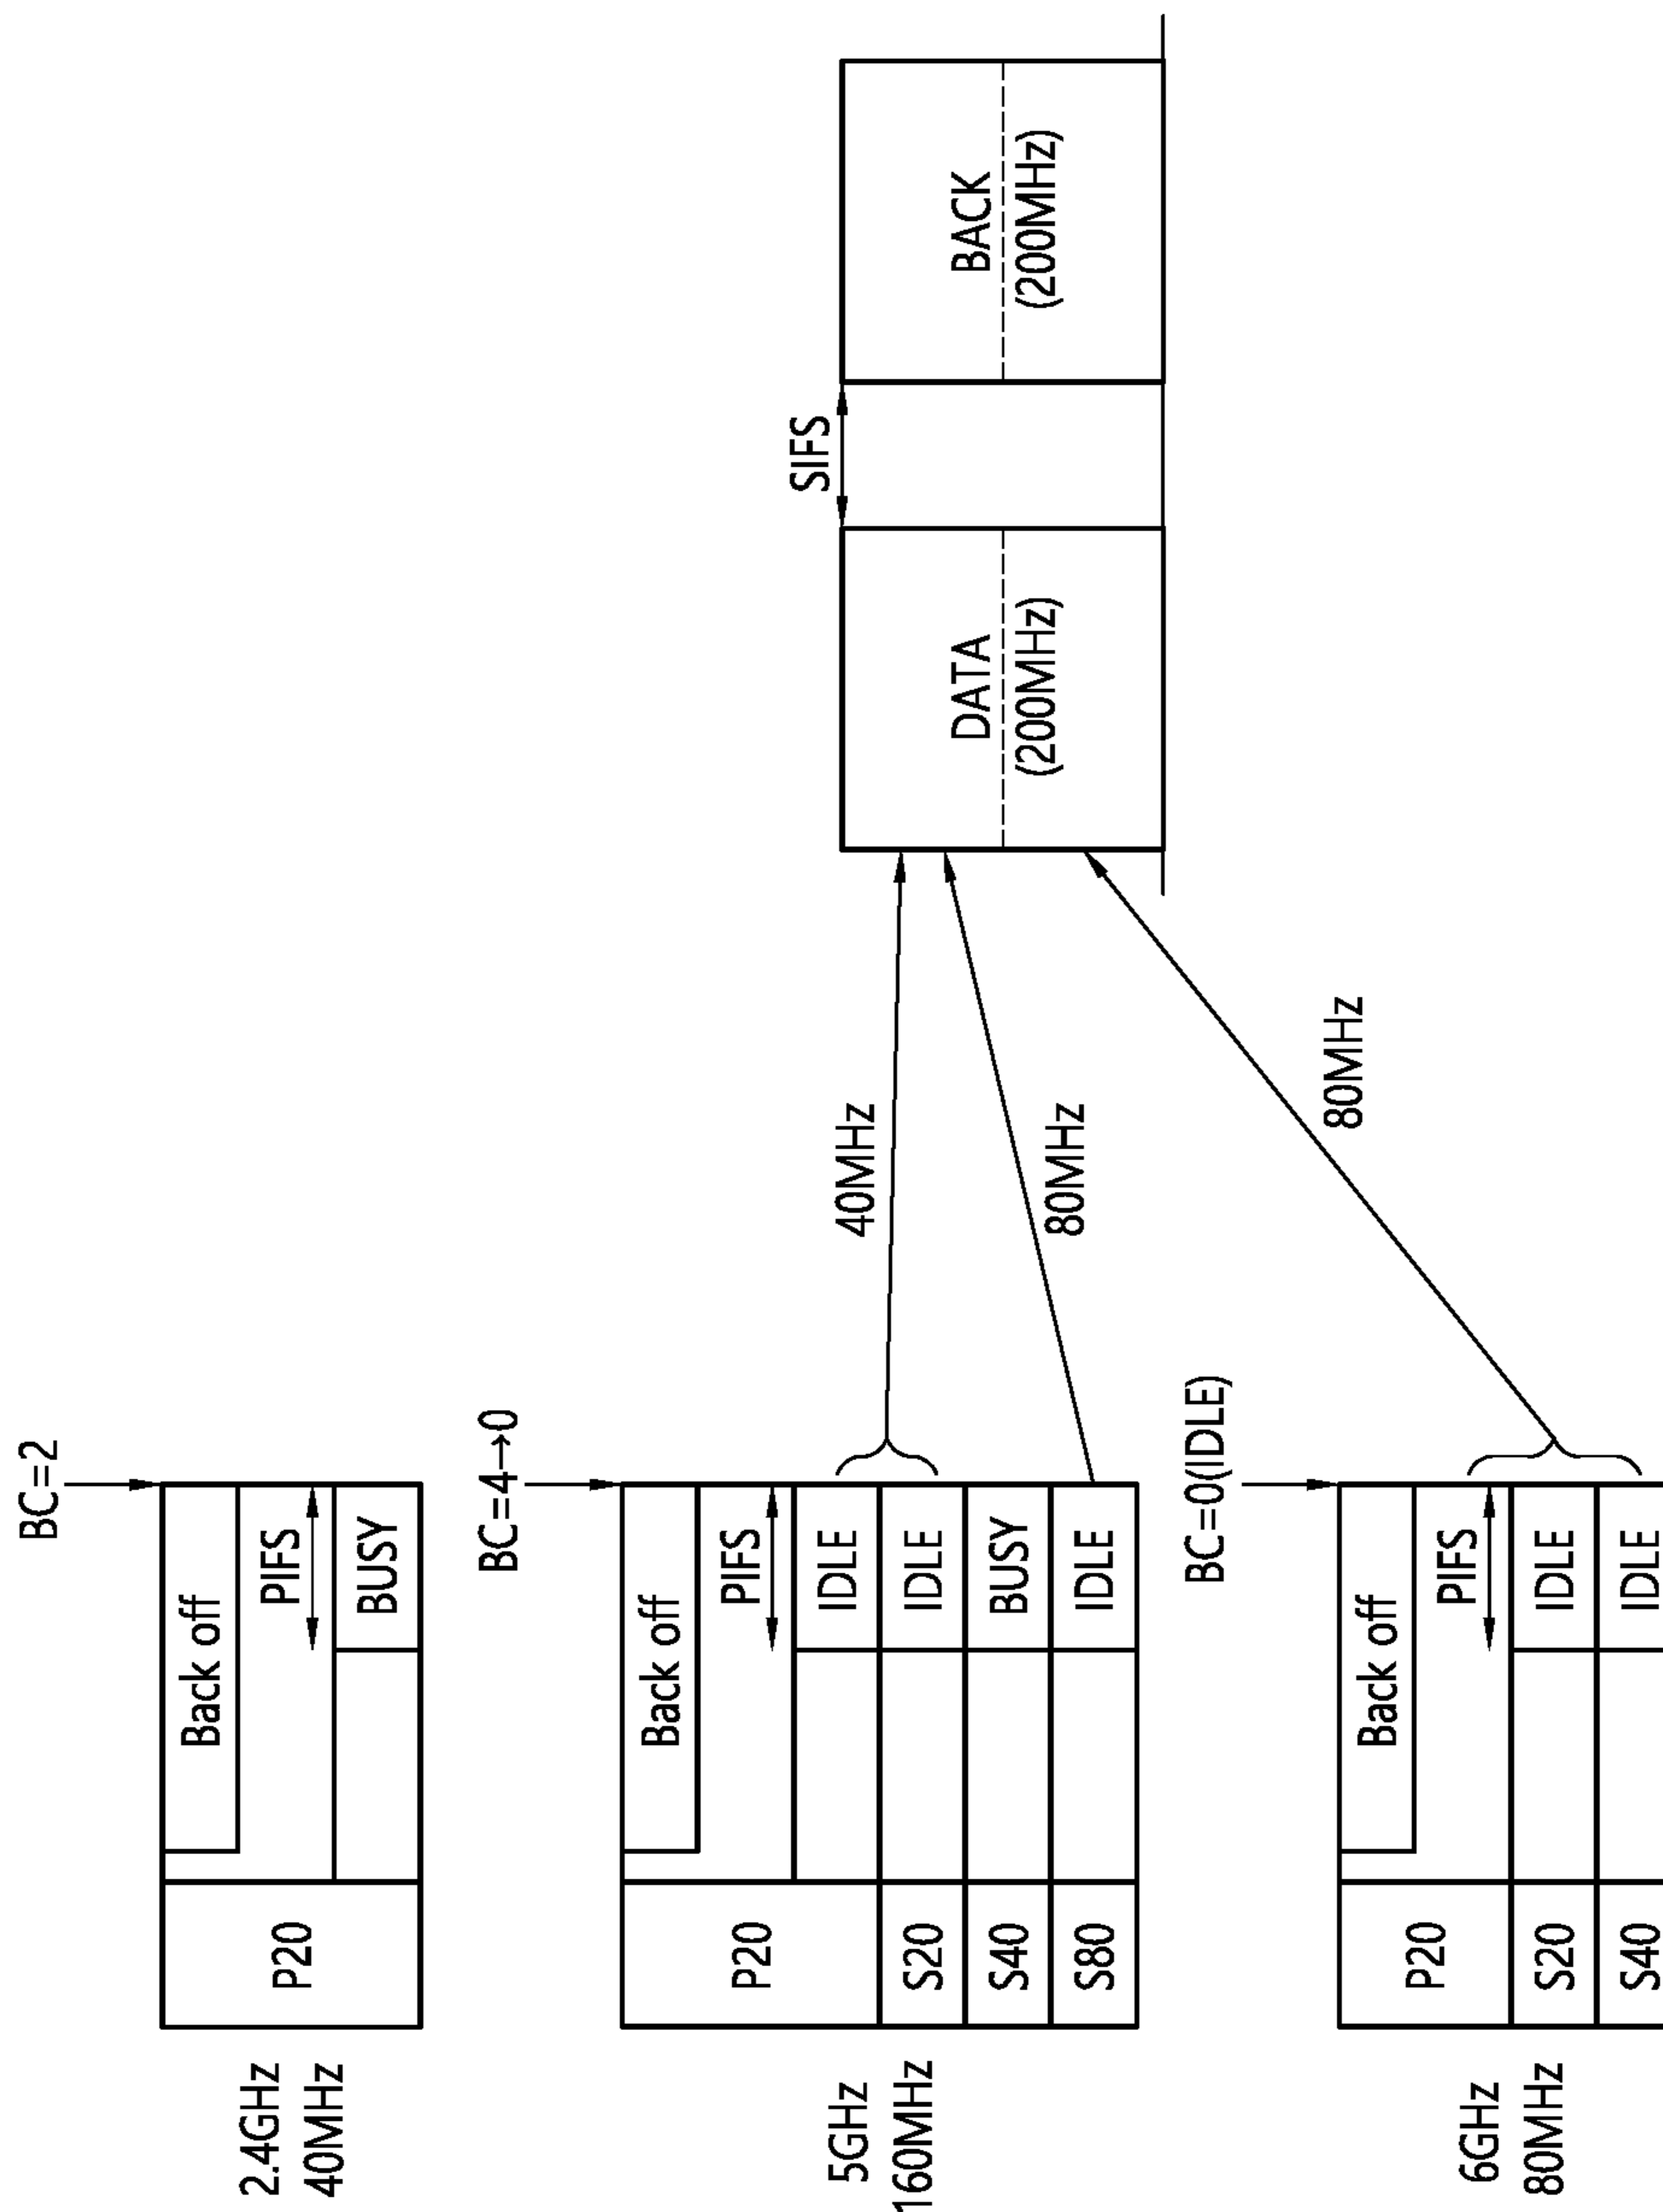 BC=2
2.4GHz
40MHz
P20
Back off
PIFS
BUSY
BC=4→0
5GHz
160MHz
P20
Back off
PIFS
IDLE
S20
IDLE
S40
BUSY
S80
IDLE
40MHz
80MHz
SIFS
DATA
(200MHz)
BACK
(200MHz)
BC=0(IDLE)
6GHz
80MHz
P20
Back off
PIFS
S20
IDLE
S40
IDLE
80MHz